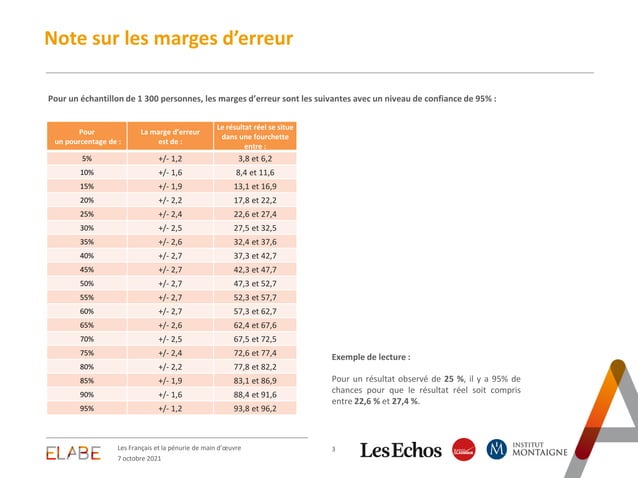 Note sur les marges d'erreur
Pour un échantillon de 1 300 personnes, les marges d'erreur sont les suivantes avec un niveau de confiance de 95% :
Pour un pourcentage de : La marge d'erreur est de : Le résultat réel se situe dans une fourchette entre :
5% +/- 1,2 3,8 et 6,2
10% +/- 1,6 8,4 et 11,6
15% +/- 1,9 13,1 et 16,9
20% +/- 2,2 17,8 et 22,2
25% +/- 2,4 22,6 et 27,4
30% +/- 2,5 27,5 et 32,5
35% +/- 2,6 32,4 et 37,6
40% +/- 2,7 37,3 et 42,7
45% +/- 2,7 42,3 et 47,7
50% +/- 2,7 47,3 et 52,7
55% +/- 2,7 52,3 et 57,7
60% +/- 2,7 57,3 et 62,7
65% +/- 2,6 62,4 et 67,6
70% +/- 2,5 67,5 et 72,5
75% +/- 2,4 72,6 et 77,4
80% +/- 2,2 77,8 et 82,2
85% +/- 1,9 83,1 et 86,9
90% +/- 1,6 88,4 et 91,6
95% +/- 1,2 93,8 et 96,2
Exemple de lecture :
Pour un résultat observé de 25 %, il y a 95% de
chances pour que le résultat réel soit compris
entre 22,6 % et 27,4 %.
ELABE
Les Français et la pénurie de main d'œuvre
7 octobre 2021
3
LesEchos
RADIO CLASSIQUE
M
INSTITUT
MONTAIGNE